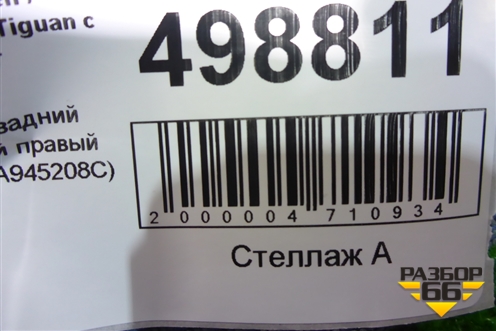 Tiguan с
498811
задний
й правый
A945208C)
2000004710934
Стеллаж А
РАЗБОР
66